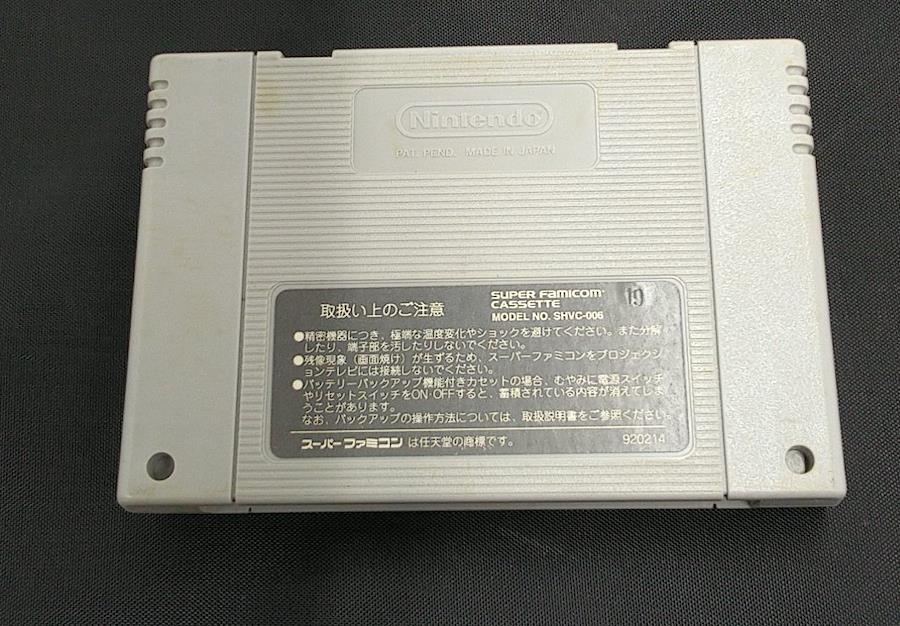 Nintendo
PAT. PEND. MADE IN JAPAN
取扱い上のご注意
SUPER FAMICOM
CASSETTE
MODEL NO. SHVC-006
19
●精密機器につき、極端な温度変化やショックを避けてください。また分解
したり、端子部を汚したりしないでください。
●残像現象（画面焼け）が生ずるため、スーパーファミコンをプロジェクシ
ョンテレビには接続しないでください。
●バッテリーバックアップ機能付きカセットの場合、むやみに電源スイッチ
やリセットスイッチをON・OFFすると、蓄積されている内容が消えてしま
うことがあります。
なお、バックアップの操作方法については、取扱説明書をご参照ください。
スーパーファミコンは任天堂の商標です。
920214